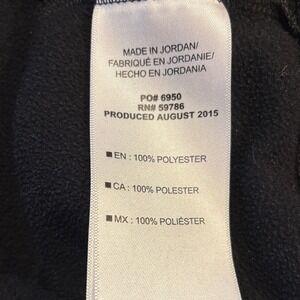 MADE IN JORDAN/
FABRIQUÉ EN JORDANIE/
HECHO EN JORDANIA
PO# 6950
RN# 59786
PRODUCED AUGUST 2015
■ EN : 100% POLYESTER
■ CA : 100% POLESTER
■ MX : 100% POLIÉSTER